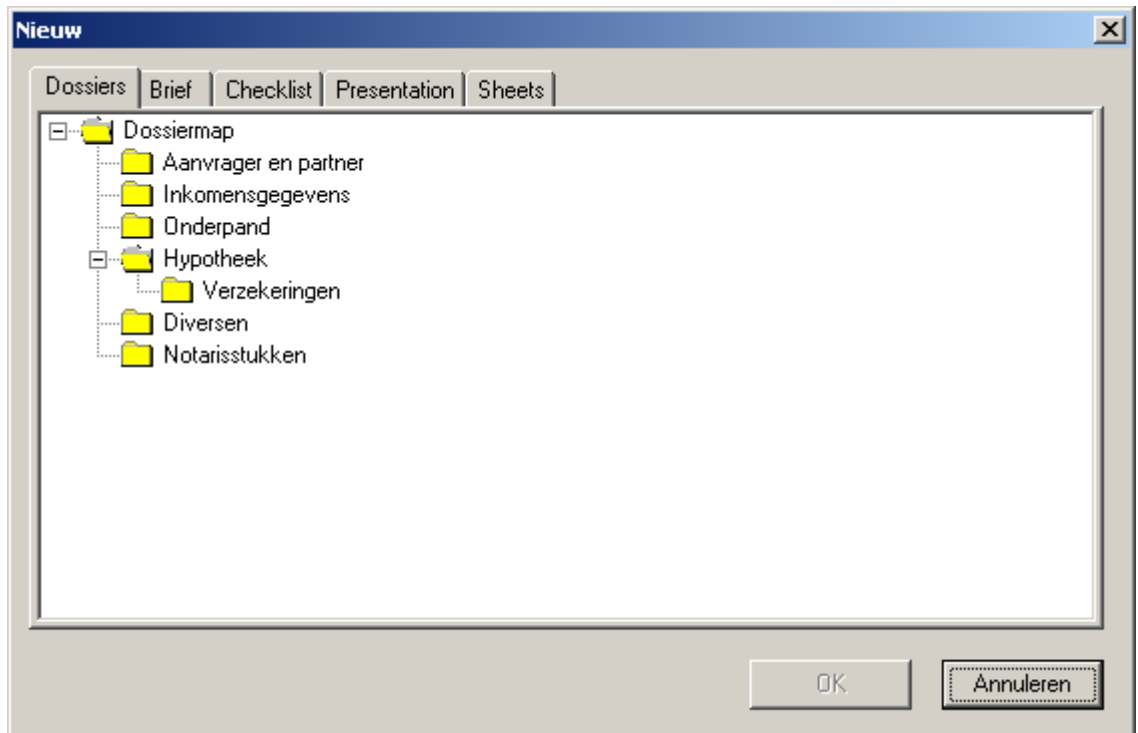 Nieuw
Dossiers Brief Checklist Presentation Sheets
Dossiermap
Aanvrager en partner
Inkomensgegevens
Onderpand
Hypotheek
Verzekeringen
Diversen
Notarisstukken
OK Annuleren